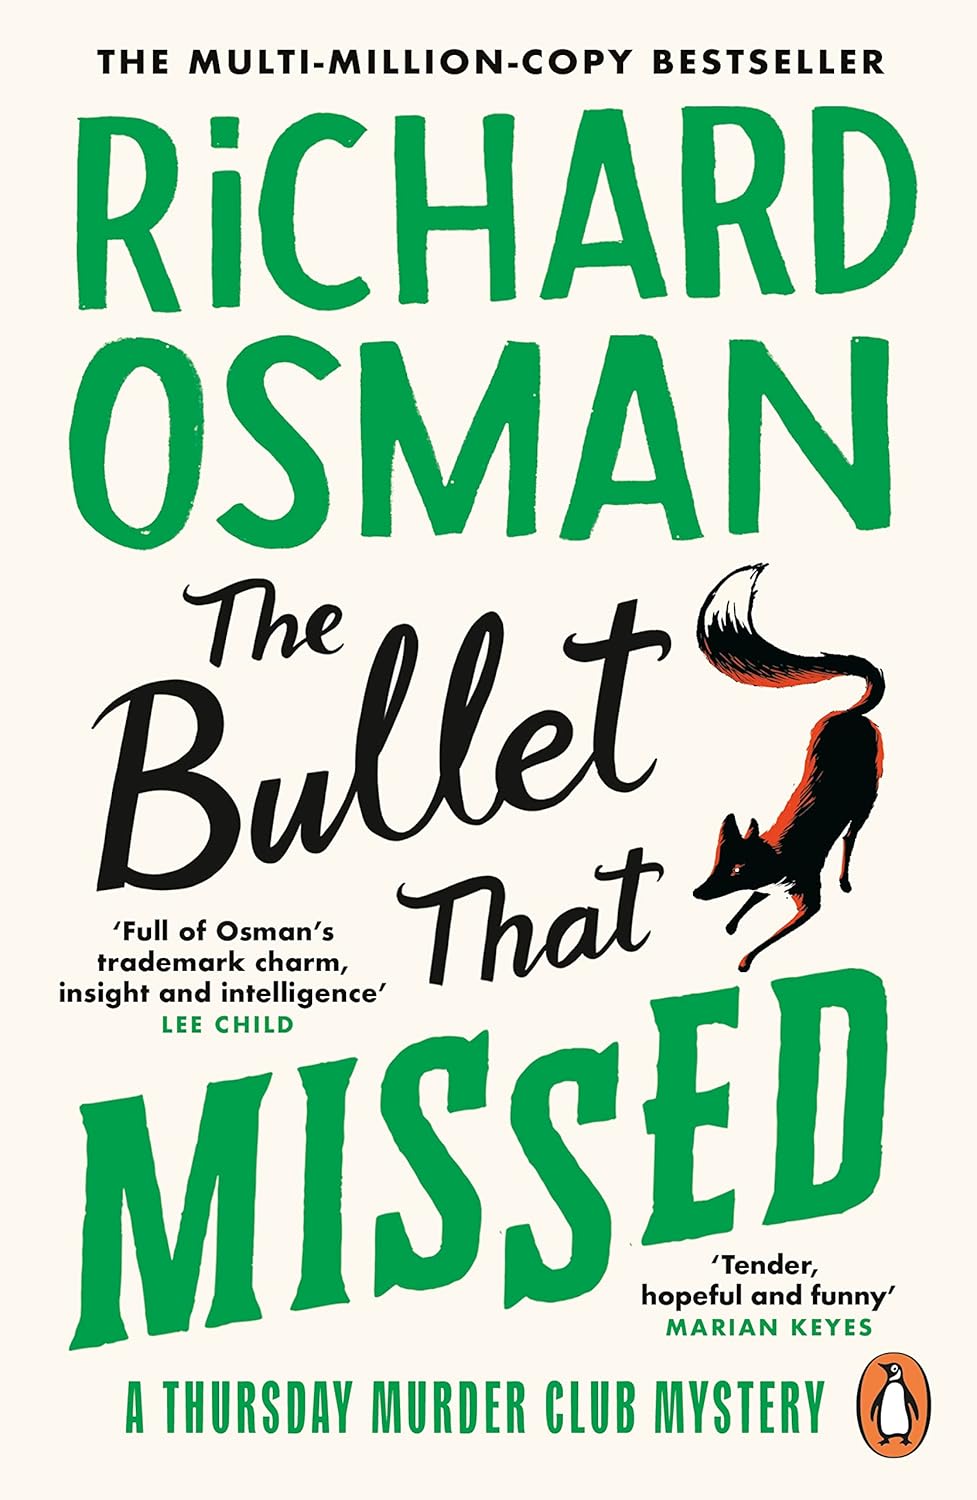 THE MULTI-MILLION-COPY BESTSELLER
RiCHARD
OSMAN
The
Bullet
That
‘Full of Osman’s
trademark charm,
insight and intelligence’
LEE CHILD
MISSED
‘Tender,
hopeful and funny’
MARIAN KEYES
A THURSDAY MURDER CLUB MYSTERY